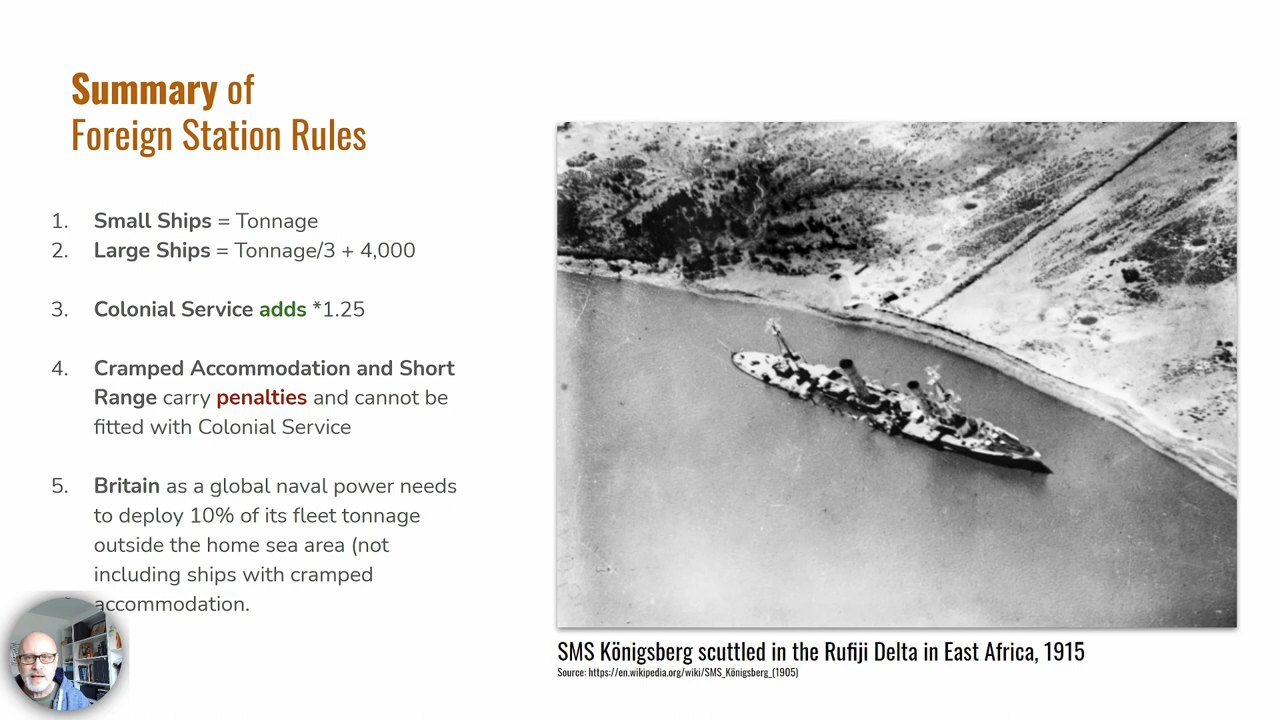 Summary of
Foreign Station Rules
1. Small Ships = Tonnage
2. Large Ships = Tonnage/3 + 4,000
3. Colonial Service adds *1.25
4. Cramped Accommodation and Short
Range carry penalties and cannot be
fitted with Colonial Service
5. Britain as a global naval power needs
to deploy 10% of its fleet tonnage
outside the home sea area (not
including ships with cramped
accommodation.
SMS Königsberg scuttled in the Rufiji Delta in East Africa, 1915
Source: https://en.wikipedia.org/wiki/SMS_Königsberg_(1905)